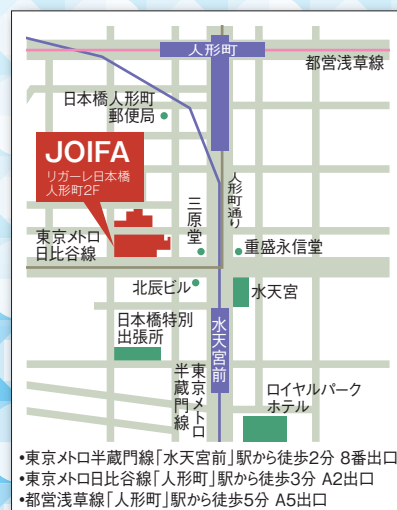 人形町
都営浅草線
日本橋人形町
郵便局
JOIFA
リガーレ日本橋
人形町2F
人形町通り
三原堂
東京メトロ
日比谷線
重盛永信堂
北辰ビル
水天宮
日本橋特別
出張所
水天宮前
東京メトロ
半蔵門線
ロイヤルパーク
ホテル
•東京メトロ半蔵門線「水天宮前」駅から徒歩2分 8番出口
•東京メトロ日比谷線「人形町」駅から徒歩3分 A2出口
•都営浅草線「人形町」駅から徒歩5分 A5出口